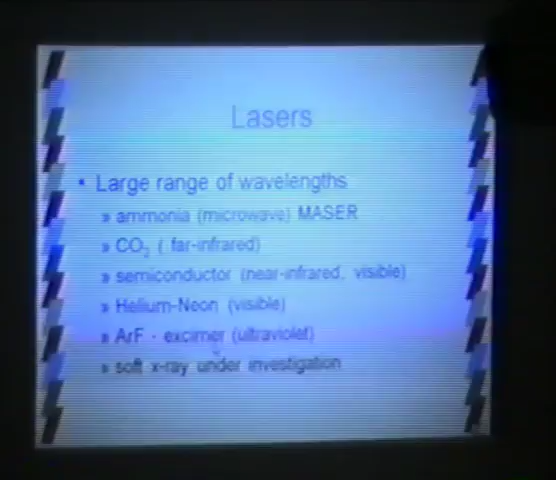 Lasers
• Large range of wavelengths
» ammonia (microwave) MASER
» CO₂ ( far-infrared)
» semiconductor (near-infrared, visible)
» Helium-Neon (visible)
» ArF - excimer (ultraviolet)
» soft x-ray under investigation